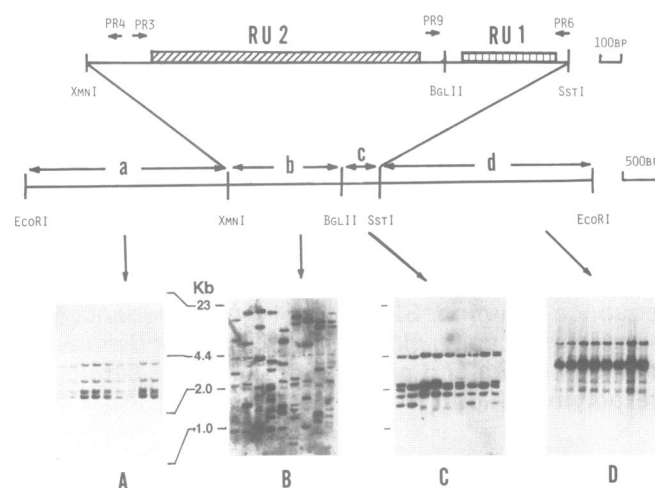 PR4 PR3 RU 2 PR9 RU 1 PR6 100BP
XMNI BGLII SSTI
a b c d 500BP
ECORI XMNI BGLII SSTI ECORI
Kb
23
4.4
2.0
1.0
A B C D